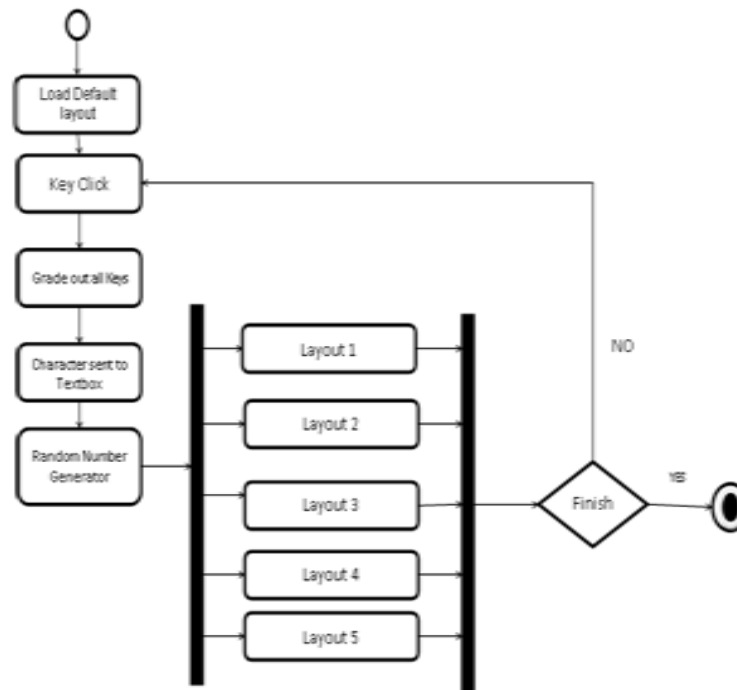 Load Default
layout
Key Click
Grade out all Keys
Character sent to
Textbox
Random Number
Generator
Layout 1
Layout 2
Layout 3
Layout 4
Layout 5
NO
Finish
YES